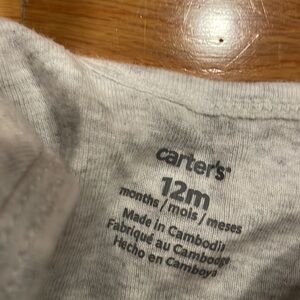 carter's
12m
months / mois / meses
Made in Cambodia
Fabriqué au Cambodge
Hecho en Camboya